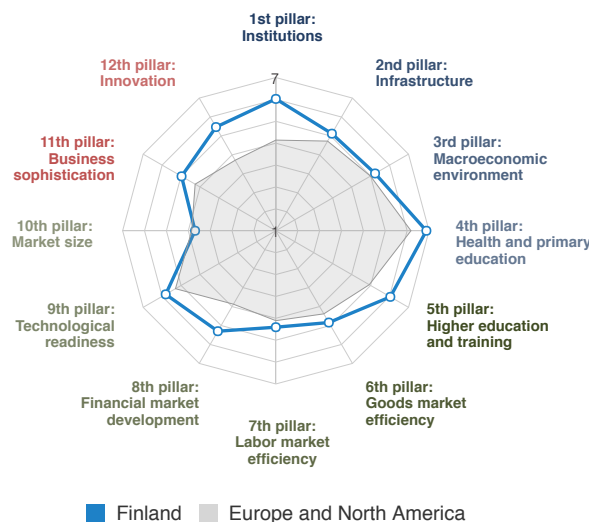 1st pillar:
Institutions
2nd pillar:
Infrastructure
3rd pillar:
Macroeconomic
environment
4th pillar:
Health and primary
education
5th pillar:
Higher education
and training
6th pillar:
Goods market
efficiency
7th pillar:
Labor market
efficiency
8th pillar:
Financial market
development
9th pillar:
Technological
readiness
10th pillar:
Market size
11th pillar:
Business
sophistication
12th pillar:
Innovation
7
1
Finland
Europe and North America